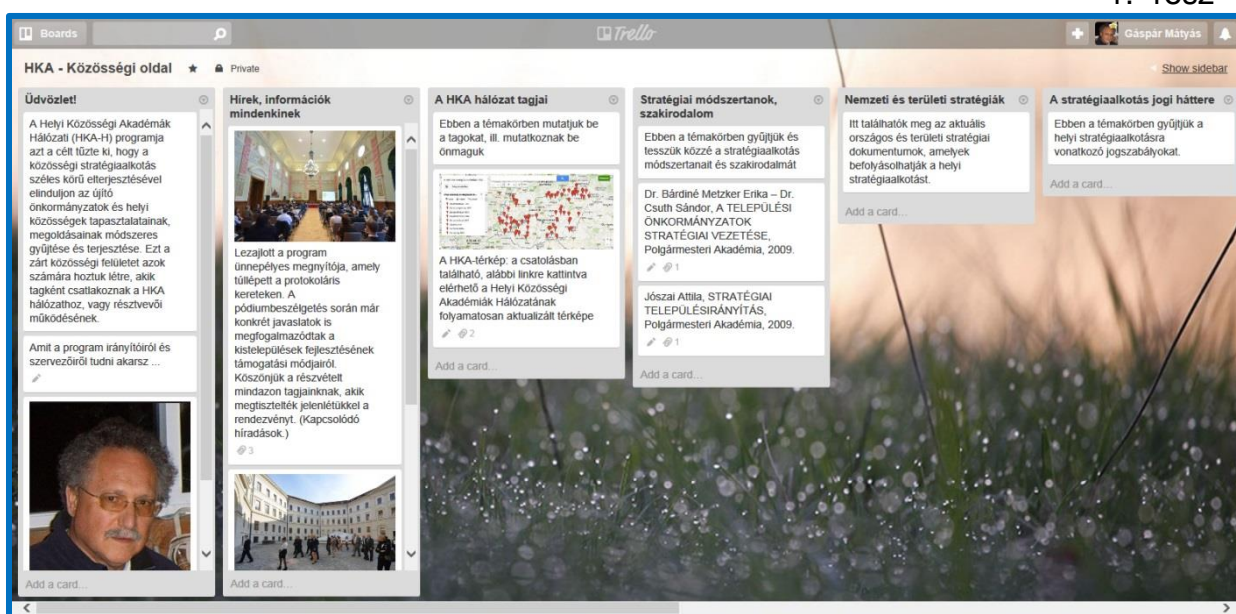 Boards
Trello
Gáspár Mátyás
HKA - Közösségi oldal
Private
Show sidebar
Üdvözlet!
A Helyi Közösségi Akadémák
Hálózati (HKA-H) programja
azt a célt tűzte ki, hogy a
közösségi stratégiaalkotás
széles körű elterjesztésével
elinduljon az újító
önkormányzatok és helyi
közösségek tapasztalatainak,
megoldásainak módszeres
gyűjtése és terjesztése. Ezt a
zárt közösségi felületet azok
számára hoztuk létre, akik
tagként csatlakoznak a HKA
hálózathoz, vagy résztvevői
működésének.
Amit a program irányítóiról és
szervezőiről tudni akarsz ...
Add a card...
Hírek, információk
mindenkinek
Lezajlott a program
ünnepélyes megnyítója, amely
túllépett a protokoláris
kereteken. A
pódiumbeszélgetés során már
konkrét javaslatok is
megfogalmazódtak a
kistelepülések fejlesztésének
támogatási módjairól.
Köszönjük a részvételt
mindazon tagjainknak, akik
megtisztelték jelenlétükkel a
rendezvényt. (Kapcsolódó
híradások.)
3
Add a card...
A HKA hálózat tagjai
Ebben a témakörben mutatjuk be
a tagokat, ill. mutatkoznak be
önmaguk
A HKA-térkép: a csatolásban
található, alábbi linkre kattintva
elérhető a Helyi Közösségi
Akadémiák Hálózatának
folyamatosan aktualizált térképe
2
Add a card...
Stratégiai módszertanok,
szakirodalom
Ebben a témakörben gyűjtjük és
tesszük közzé a stratégiaalkotás
módszertanait és szakirodalmát
Dr. Bárdiné Metzker Erika – Dr.
Csuth Sándor, A TELEPÜLÉSI
ÖNKORMÁNYZATOK
STRATÉGIAI VEZETÉSE,
Polgármesteri Akadémia, 2009.
1
Jószai Attila, STRATÉGIAI
TELEPÜLÉSIRÁNYÍTÁS,
Polgármesteri Akadémia, 2009.
1
Add a card...
Nemzeti és területi stratégiák
Itt találhatók meg az aktuális
országos és területi stratégiai
dokumentumok, amelyek
befolyásolhatják a helyi
stratégiaalkotást.
Add a card...
A stratégiaalkotás jogi háttere
Ebben a témakörben gyűjtjük a
helyi stratégiaalkotásra
vonatkozó jogszabályokat.
Add a card...